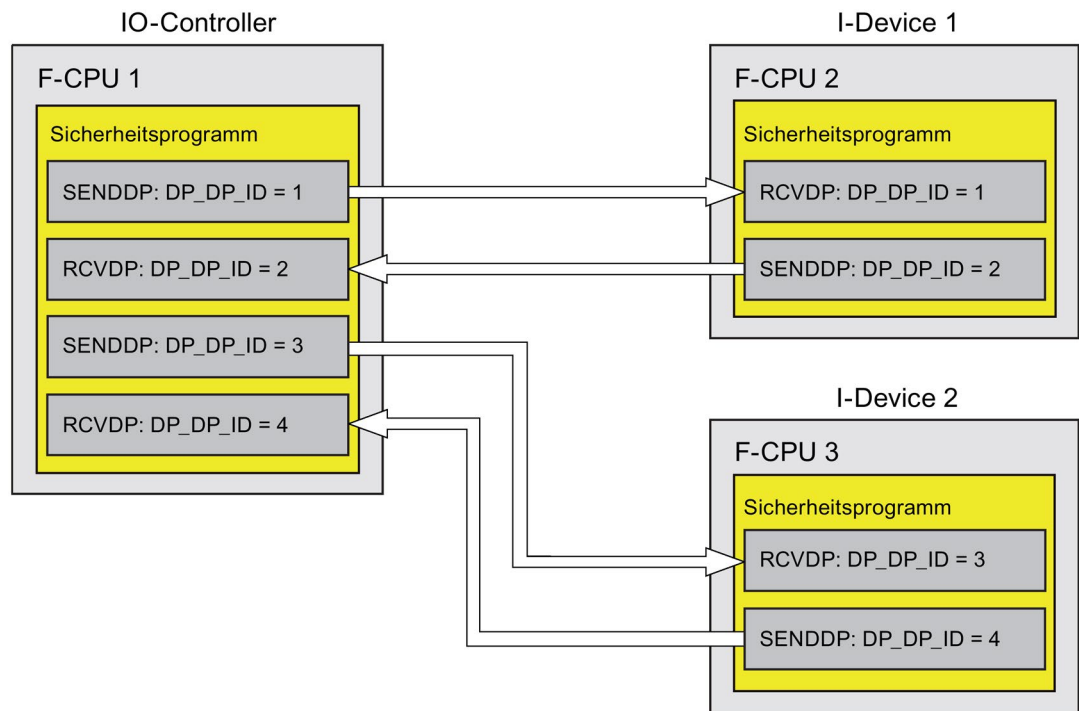 IO-Controller
F-CPU 1
Sicherheitsprogramm
SENDDP: DP_DP_ID = 1
RCVDP: DP_DP_ID = 2
SENDDP: DP_DP_ID = 3
RCVDP: DP_DP_ID = 4
I-Device 1
F-CPU 2
Sicherheitsprogramm
RCVDP: DP_DP_ID = 1
SENDDP: DP_DP_ID = 2
I-Device 2
F-CPU 3
Sicherheitsprogramm
RCVDP: DP_DP_ID = 3
SENDDP: DP_DP_ID = 4